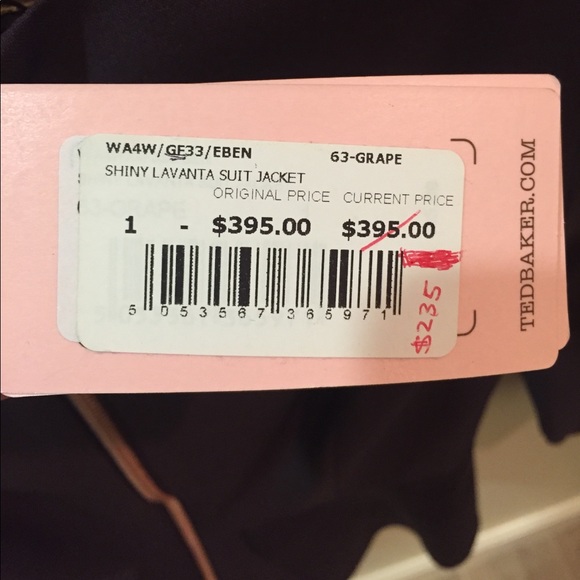 WA4W/GF33/EBEN 63-GRAPE
SHINY LAVANTA SUIT JACKET
ORIGINAL PRICE CURRENT PRICE
1 - $395.00 $395.00
5 053567 365971
$235
TEDBAKER.COM